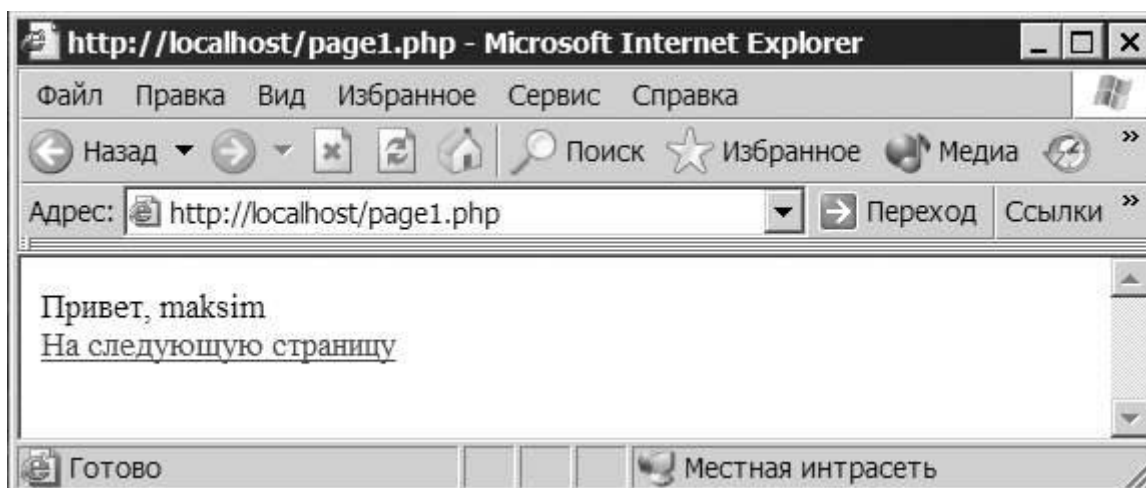 http://localhost/page1.php - Microsoft Internet Explorer
Файл Правка Вид Избранное Сервис Справка
Назад Поиск Избранное Медиа »
Адрес: http://localhost/page1.php Переход Ссылки »
Привет, maksim
На следующую страницу
Готово Местная интрасеть